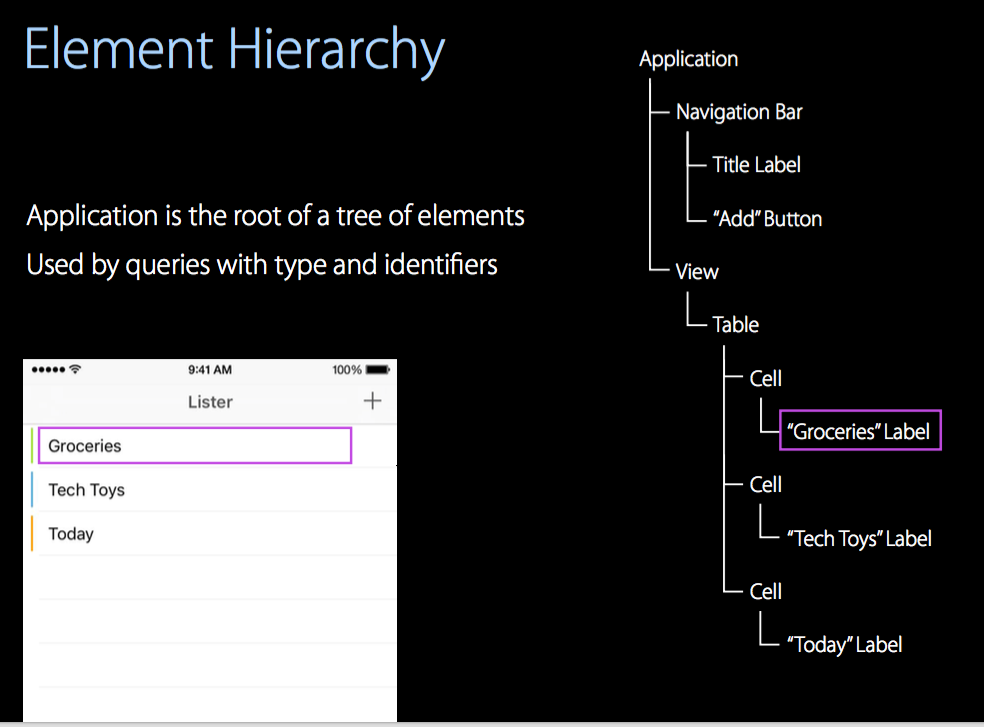 Element Hierarchy
Application is the root of a tree of elements
Used by queries with type and identifiers
9:41 AM 100%
Lister
Groceries
Tech Toys
Today
Application
Navigation Bar
Title Label
“Add” Button
View
Table
Cell
“Groceries” Label
Cell
“Tech Toys” Label
Cell
“Today” Label